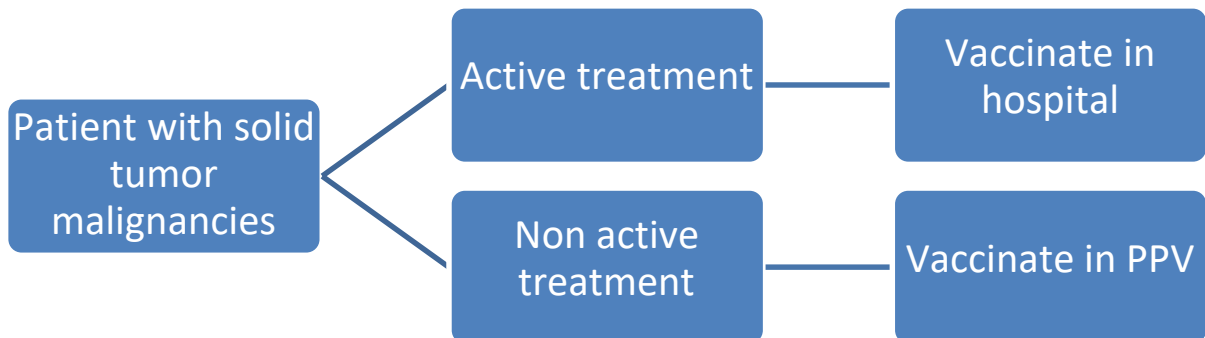 Patient with solid
tumor
malignancies
Active treatment
Vaccinate in
hospital
Non active
treatment
Vaccinate in PPV